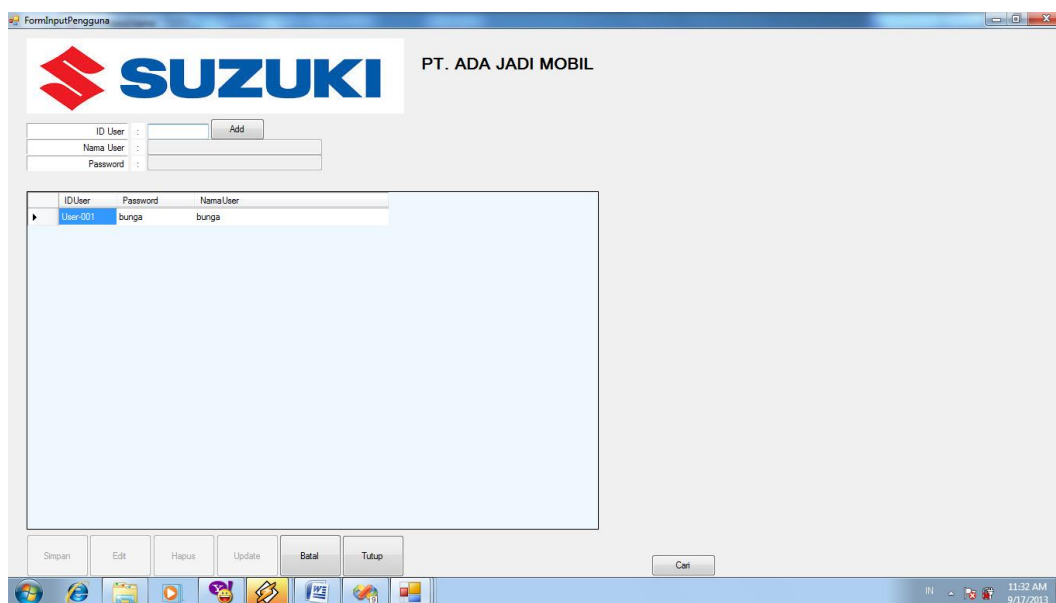 FormInputPengguna
SUZUKI
PT. ADA JADI MOBIL
ID User : Add
Nama User :
Password :
IDUser Password NamaUser
User-001 bunga bunga
Simpan Edit Hapus Update Batal Tutup
Cari
IN 11:32 AM
9/17/2013